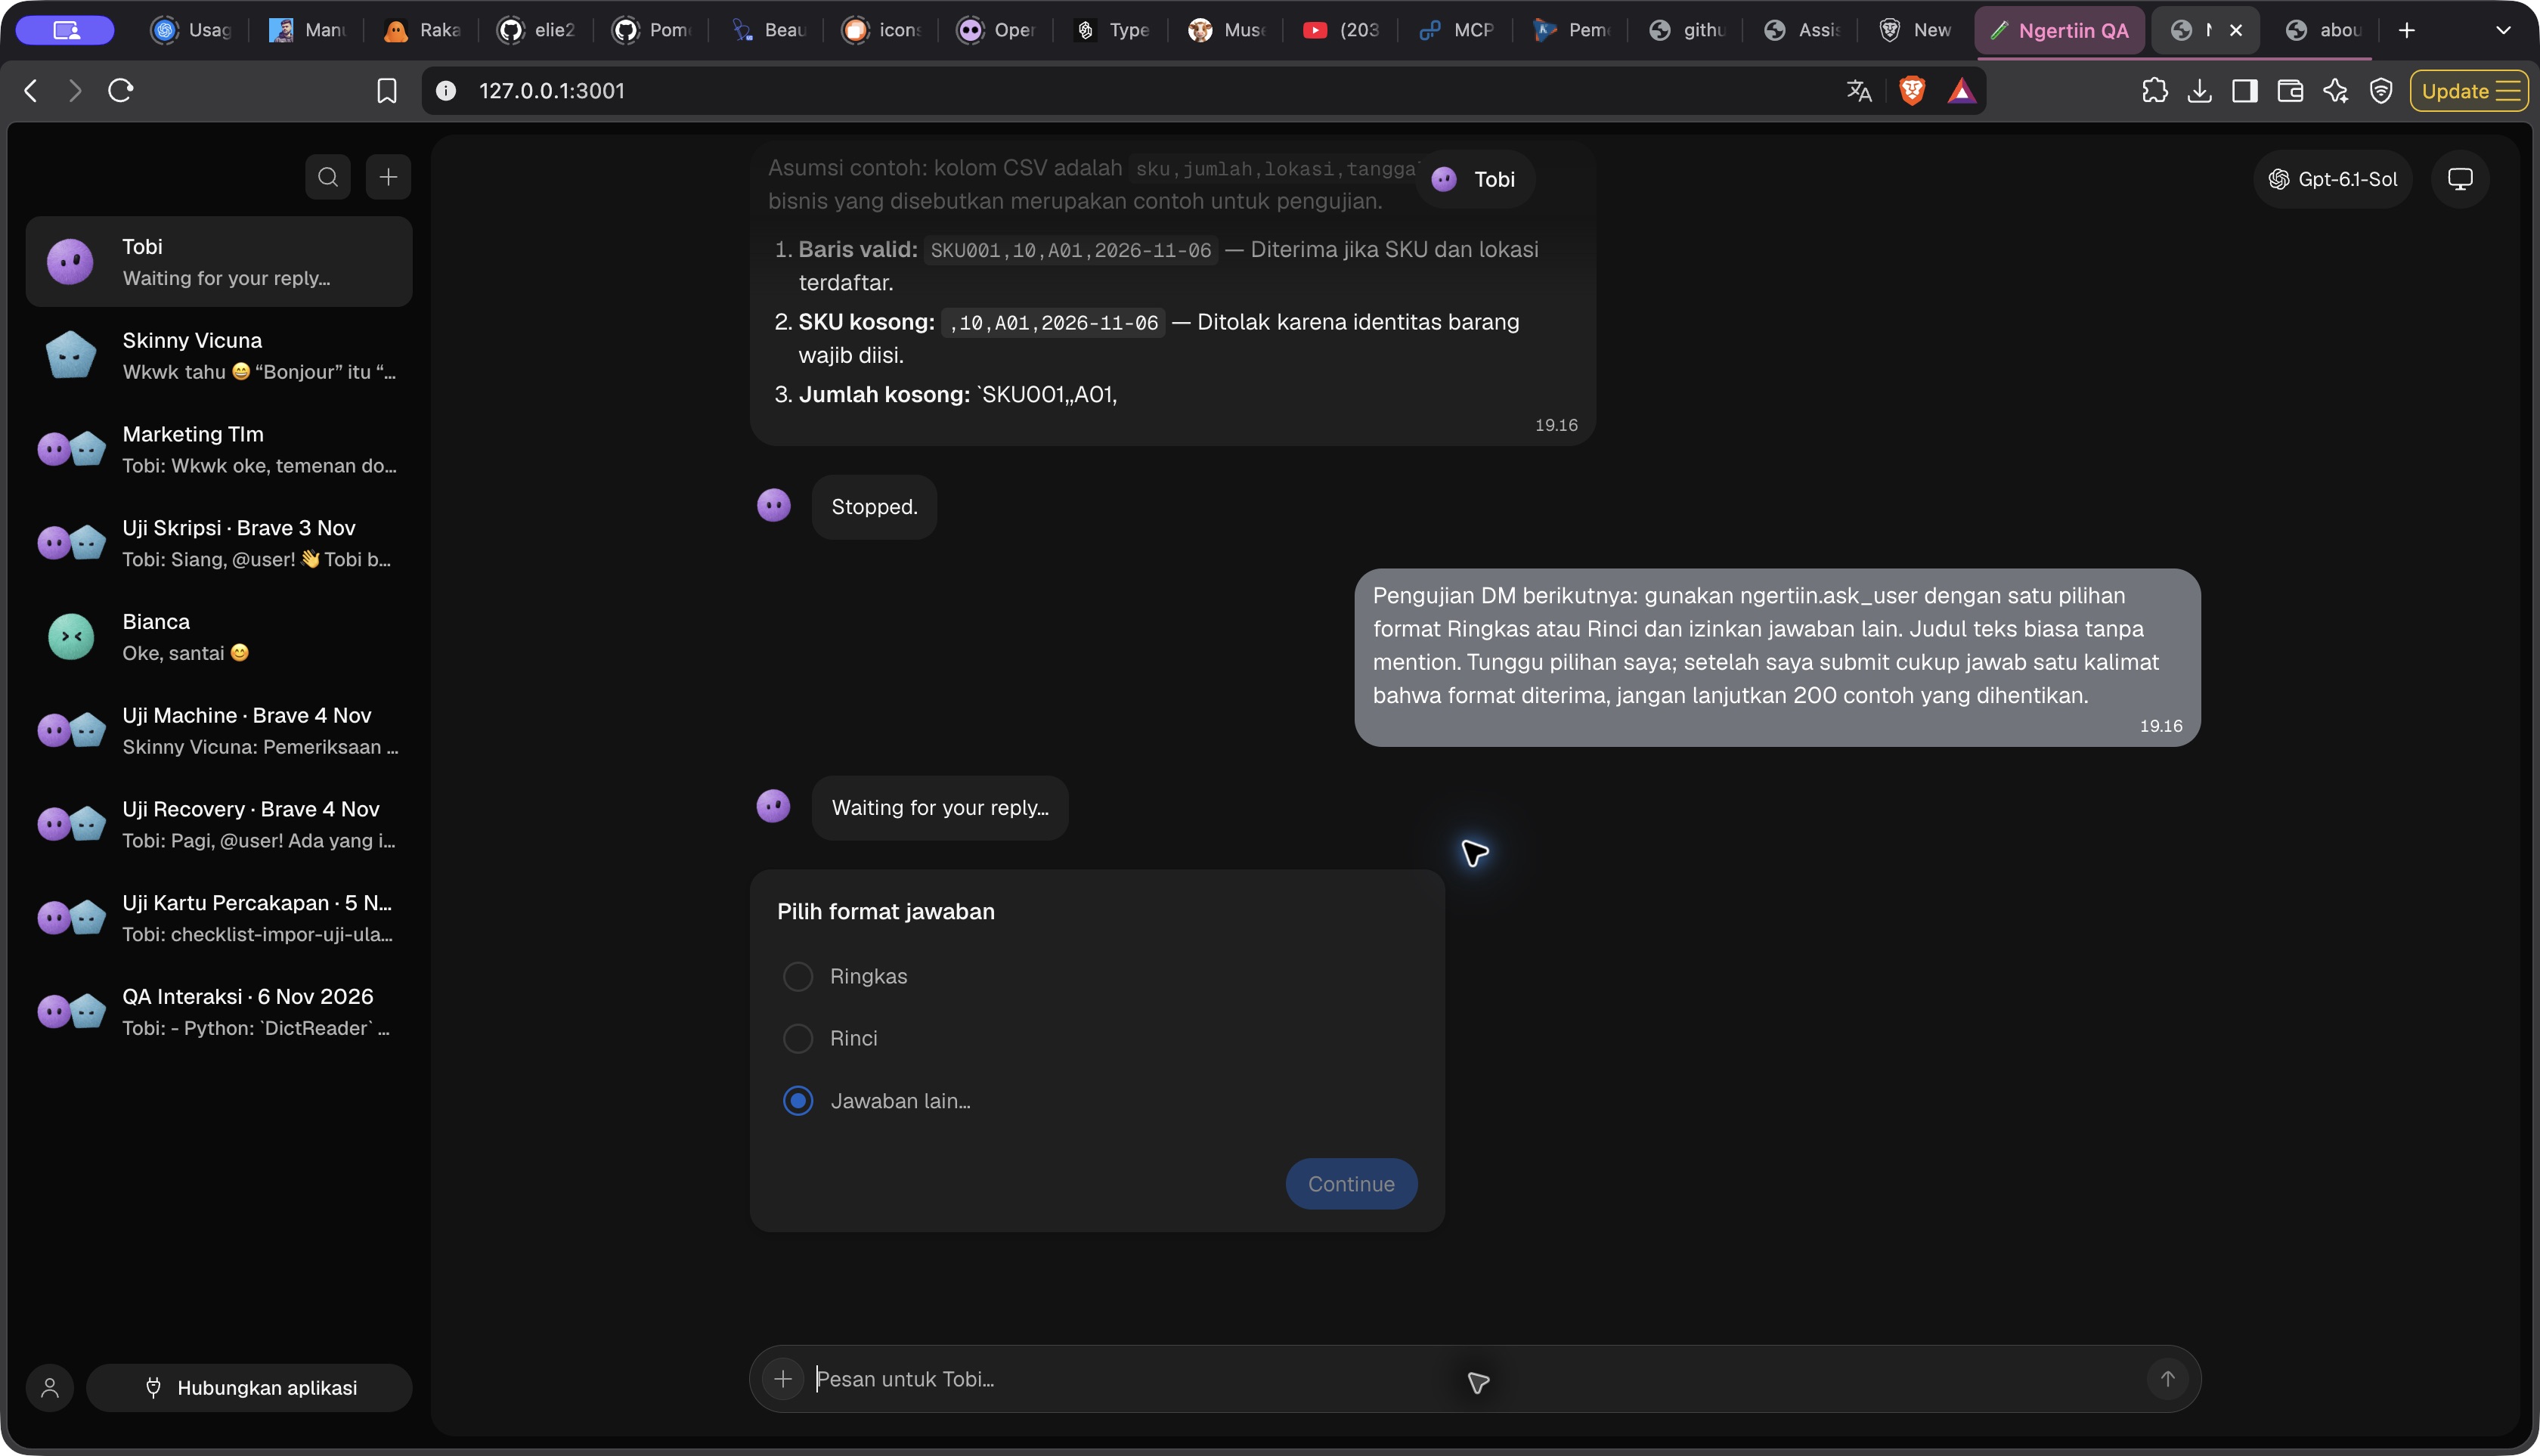 Usag
Manu
Raka
elie2
Pome
Beau
icons
Oper
Type
Muse
(203
MCP
Peme
githu
Assis
New
Ngertiin QA
abou
127.0.0.1:3001
Update
Tobi
Waiting for your reply...
Skinny Vicuna
Wkwk tahu 😄 “Bonjour” itu “...
Marketing TIm
Tobi: Wkwk oke, temenan do...
Uji Skripsi · Brave 3 Nov
Tobi: Siang, @user! 👋 Tobi b...
Bianca
Oke, santai 😊
Uji Machine · Brave 4 Nov
Skinny Vicuna: Pemeriksaan ...
Uji Recovery · Brave 4 Nov
Tobi: Pagi, @user! Ada yang i...
Uji Kartu Percakapan · 5 N...
Tobi: checklist-impor-uji-ula...
QA Interaksi · 6 Nov 2026
Tobi: - Python: `DictReader` ...
Hubungkan aplikasi
Tobi
Gpt-6.1-Sol
Asumsi contoh: kolom CSV adalah sku,jumlah,lokasi,tanggal
bisnis yang disebutkan merupakan contoh untuk pengujian.
1. Baris valid: SKU001,10,A01,2026-11-06 — Diterima jika SKU dan lokasi
terdaftar.
2. SKU kosong: ,10,A01,2026-11-06 — Ditolak karena identitas barang
wajib diisi.
3. Jumlah kosong: `SKU001,,A01,
19.16
Stopped.
Pengujian DM berikutnya: gunakan ngertiin.ask_user dengan satu pilihan
format Ringkas atau Rinci dan izinkan jawaban lain. Judul teks biasa tanpa
mention. Tunggu pilihan saya; setelah saya submit cukup jawab satu kalimat
bahwa format diterima, jangan lanjutkan 200 contoh yang dihentikan.
19.16
Waiting for your reply...
Pilih format jawaban
Ringkas
Rinci
Jawaban lain...
Continue
Pesan untuk Tobi...